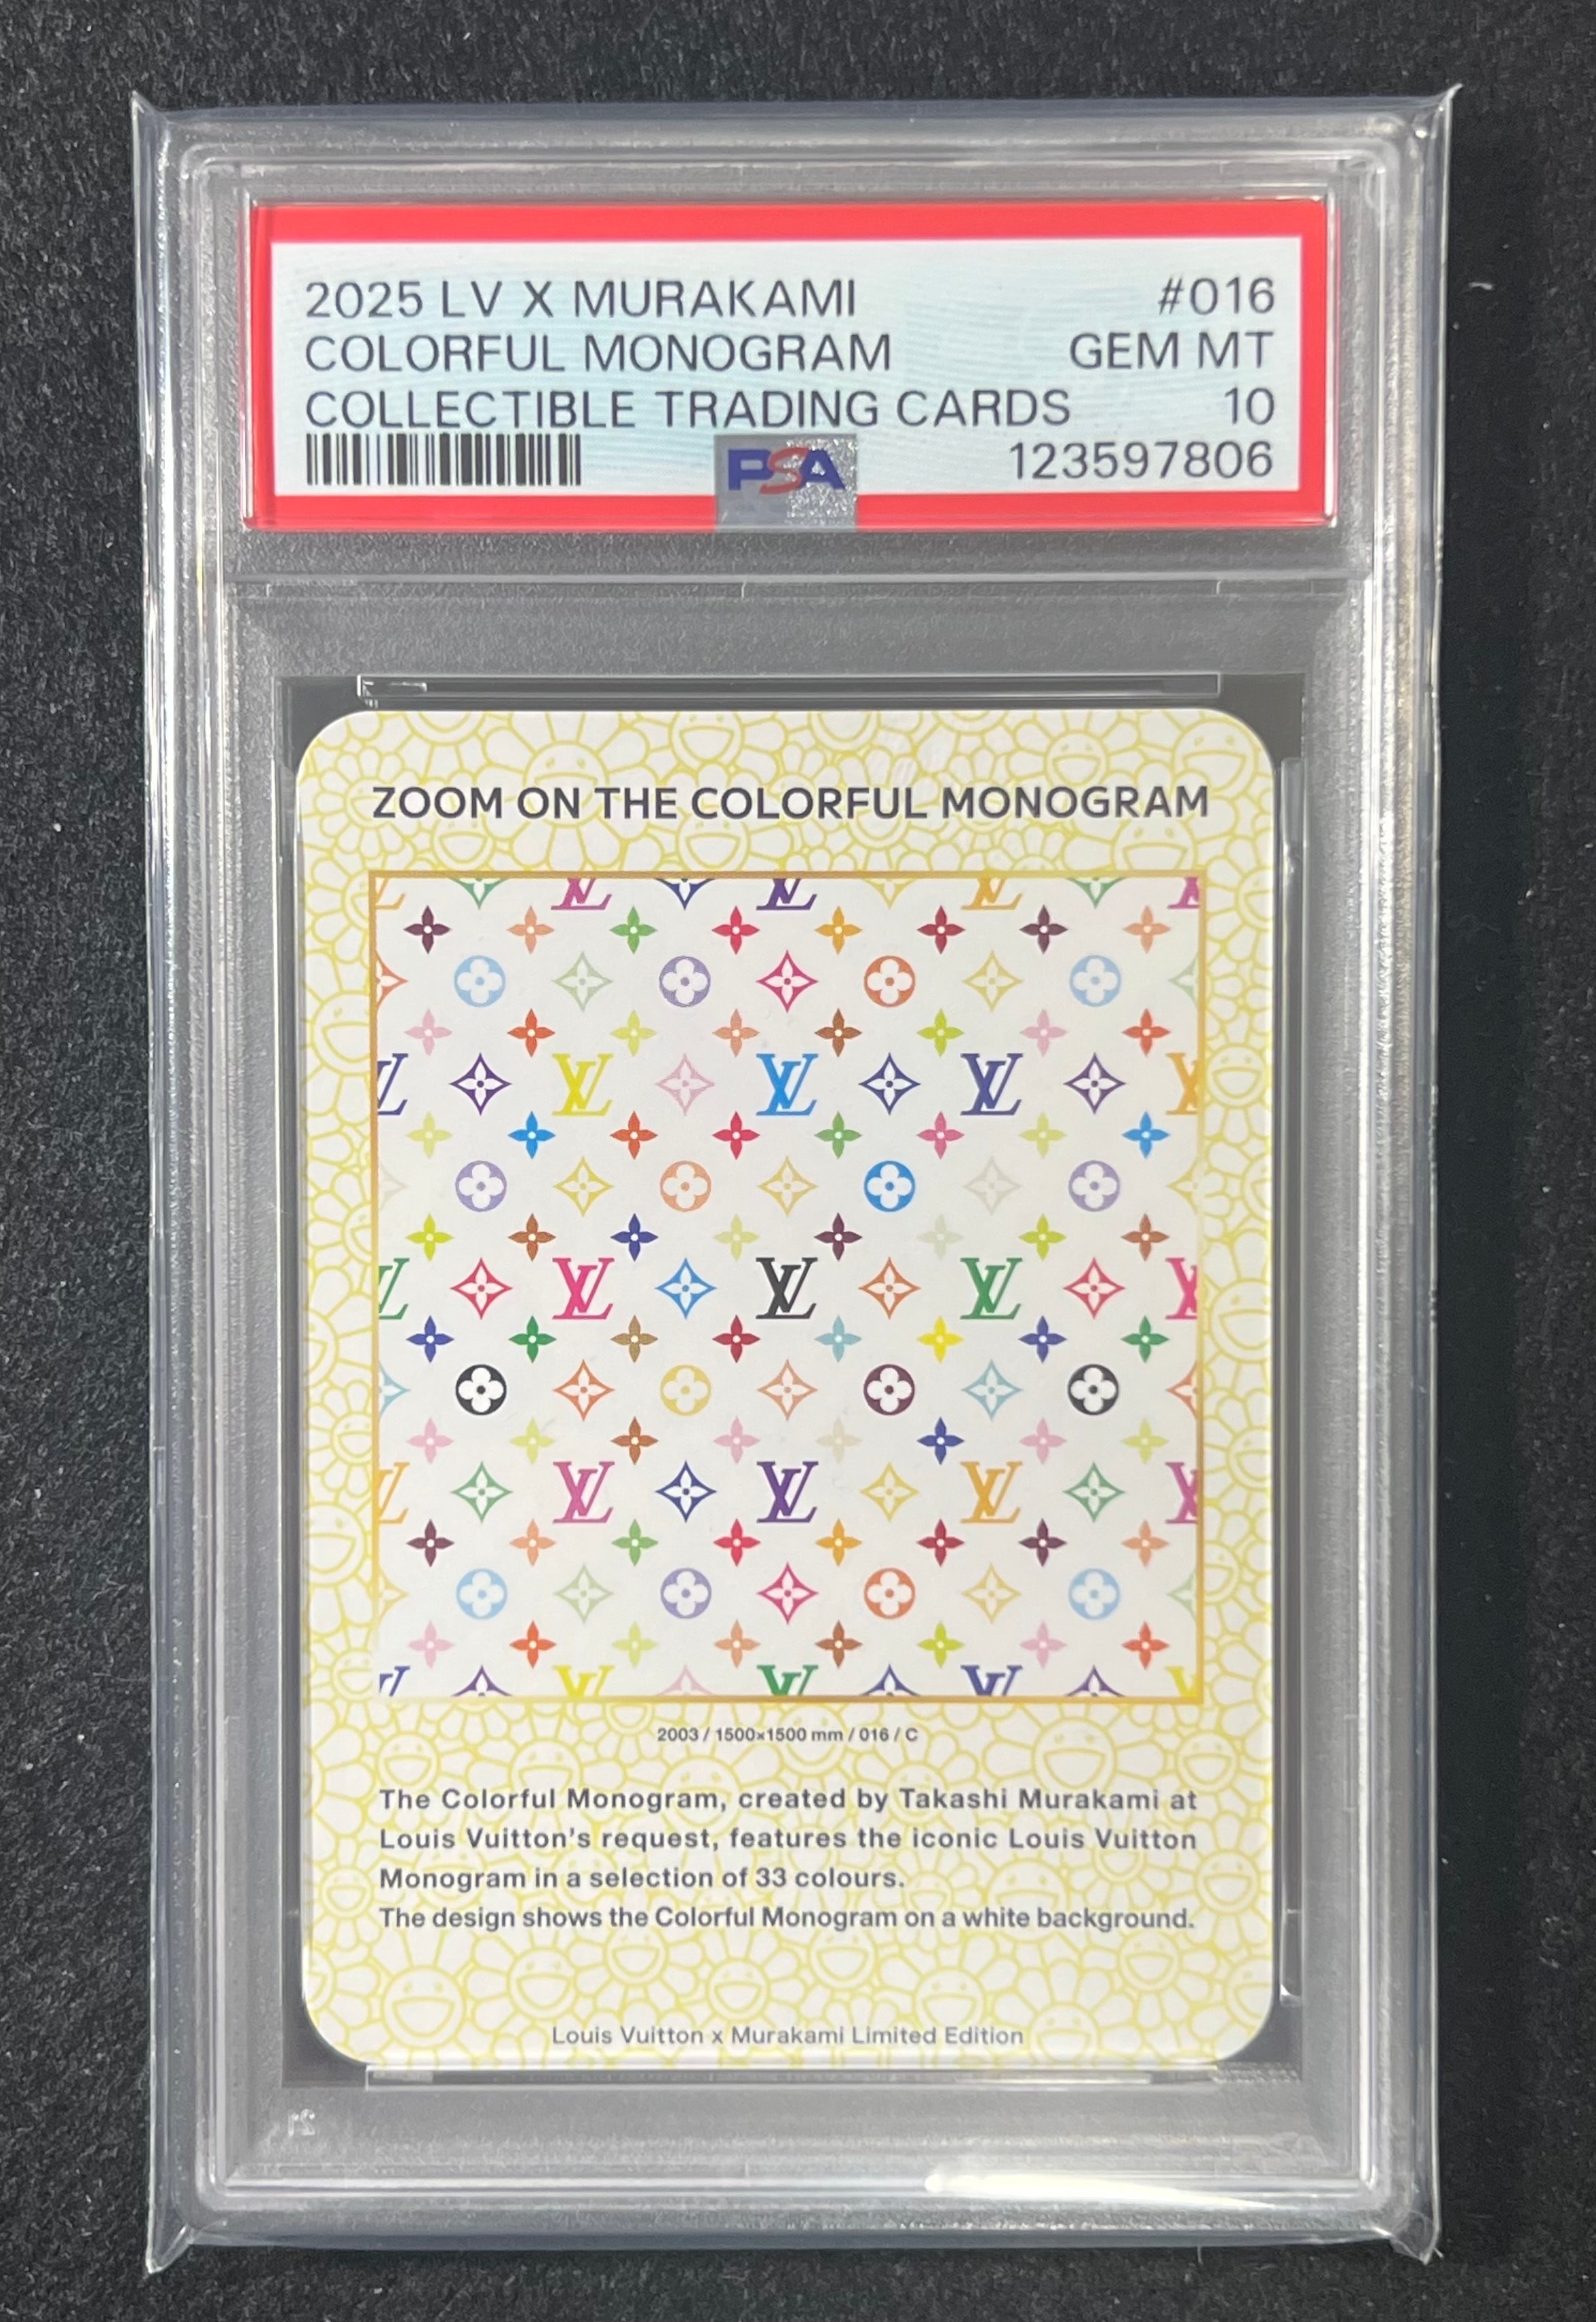 2025 LV X MURAKAMI #016
COLORFUL MONOGRAM GEM MT
COLLECTIBLE TRADING CARDS 10
PSA 123597806
ZOOM ON THE COLORFUL MONOGRAM
2003 / 1500×1500 mm / 016 / C
The Colorful Monogram, created by Takashi Murakami at
Louis Vuitton's request, features the iconic Louis Vuitton
Monogram in a selection of 33 colours.
The design shows the Colorful Monogram on a white background.
Louis Vuitton x Murakami Limited Edition